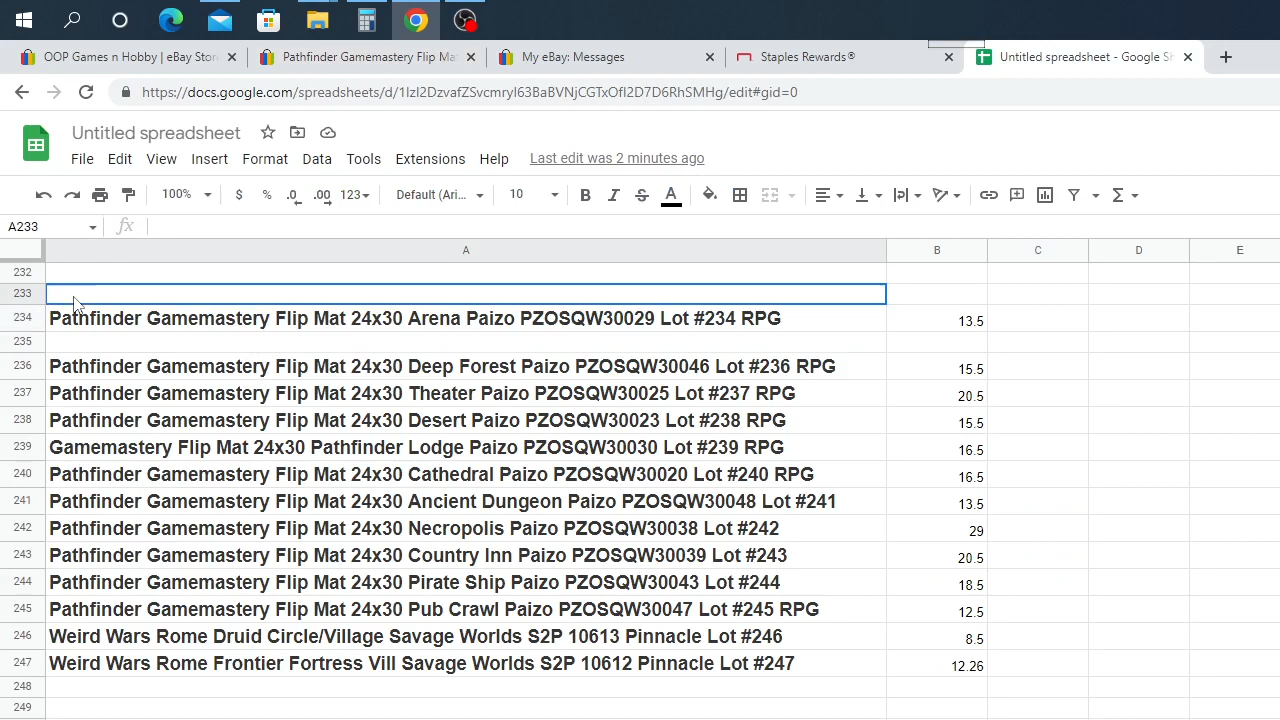 OOP Games n Hobby | eBay Stor
Pathfinder Gamemastery Flip Ma
My eBay: Messages
Staples Rewards®
Untitled spreadsheet - Google Sh
https://docs.google.com/spreadsheets/d/1IzI2DzvafZSvcmryl63BaBVNjCGTxOfI2D7D6RhSMHg/edit#gid=0
Untitled spreadsheet
File Edit View Insert Format Data Tools Extensions Help Last edit was 2 minutes ago
100% $ % .0 .00 123 Default (Ari... 10 B I S A
A233 fx
A B C D E
232
233
234 Pathfinder Gamemastery Flip Mat 24x30 Arena Paizo PZOSQW30029 Lot #234 RPG 13.5
235
236 Pathfinder Gamemastery Flip Mat 24x30 Deep Forest Paizo PZOSQW30046 Lot #236 RPG 15.5
237 Pathfinder Gamemastery Flip Mat 24x30 Theater Paizo PZOSQW30025 Lot #237 RPG 20.5
238 Pathfinder Gamemastery Flip Mat 24x30 Desert Paizo PZOSQW30023 Lot #238 RPG 15.5
239 Gamemastery Flip Mat 24x30 Pathfinder Lodge Paizo PZOSQW30030 Lot #239 RPG 16.5
240 Pathfinder Gamemastery Flip Mat 24x30 Cathedral Paizo PZOSQW30020 Lot #240 RPG 16.5
241 Pathfinder Gamemastery Flip Mat 24x30 Ancient Dungeon Paizo PZOSQW30048 Lot #241 13.5
242 Pathfinder Gamemastery Flip Mat 24x30 Necropolis Paizo PZOSQW30038 Lot #242 29
243 Pathfinder Gamemastery Flip Mat 24x30 Country Inn Paizo PZOSQW30039 Lot #243 20.5
244 Pathfinder Gamemastery Flip Mat 24x30 Pirate Ship Paizo PZOSQW30043 Lot #244 18.5
245 Pathfinder Gamemastery Flip Mat 24x30 Pub Crawl Paizo PZOSQW30047 Lot #245 RPG 12.5
246 Weird Wars Rome Druid Circle/Village Savage Worlds S2P 10613 Pinnacle Lot #246 8.5
247 Weird Wars Rome Frontier Fortress Vill Savage Worlds S2P 10612 Pinnacle Lot #247 12.26
248
249